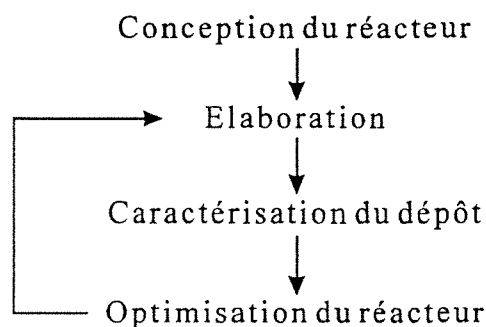 Conception du réacteur
Elaboration
Caractérisation du dépôt
Optimisation du réacteur